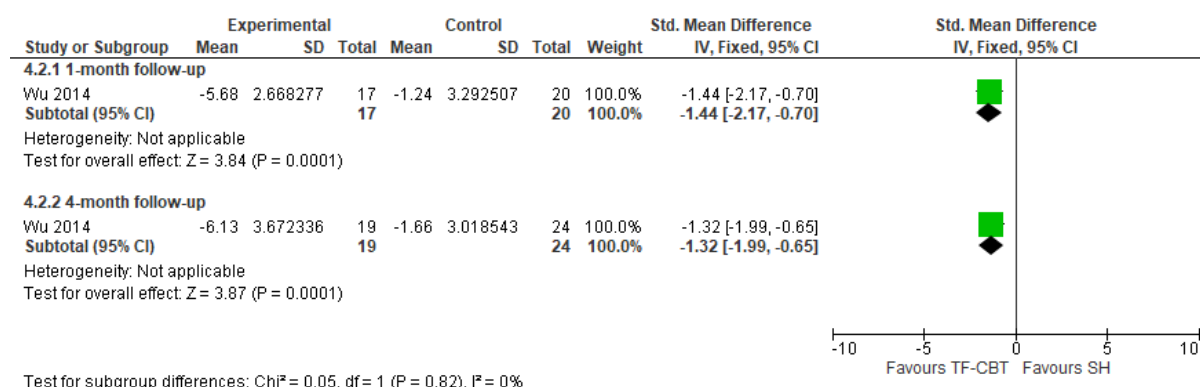 Experimental Control Std. Mean Difference Std. Mean Difference
Study or Subgroup Mean SD Total Mean SD Total Weight IV, Fixed, 95% CI IV, Fixed, 95% CI
4.2.1 1-month follow-up
Wu 2014 -5.68 2.668277 17 -1.24 3.292507 20 100.0% -1.44 [-2.17, -0.70]
Subtotal (95% CI) 17 20 100.0% -1.44 [-2.17, -0.70]
Heterogeneity: Not applicable
Test for overall effect: Z = 3.84 (P = 0.0001)
4.2.2 4-month follow-up
Wu 2014 -6.13 3.672336 19 -1.66 3.018543 24 100.0% -1.32 [-1.99, -0.65]
Subtotal (95% CI) 19 24 100.0% -1.32 [-1.99, -0.65]
Heterogeneity: Not applicable
Test for overall effect: Z = 3.87 (P = 0.0001)
-10 -5 0 5 10
Favours TF-CBT Favours SH
Test for subgroup differences: Chi² = 0.05, df = 1 (P = 0.82), I² = 0%